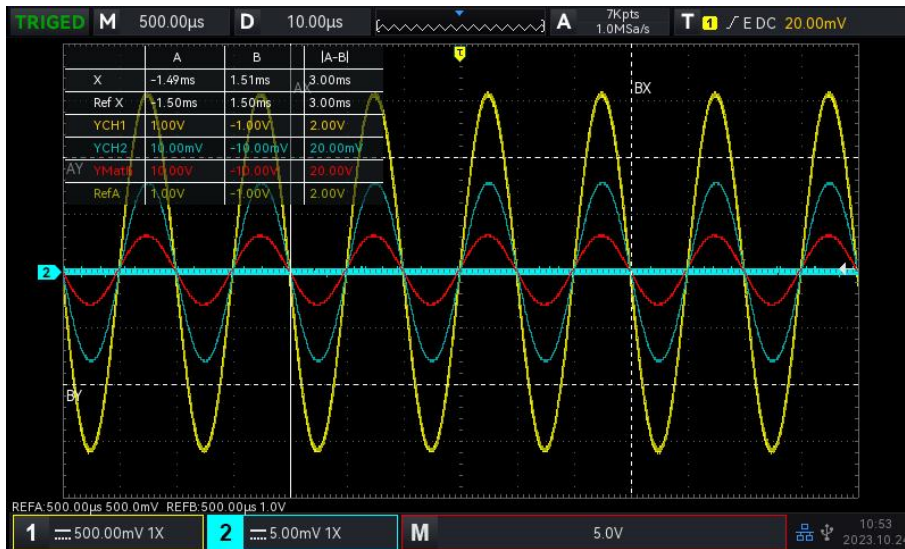 TRIGED M 500.00µs D 10.00µs A 7Kpts 1.0MSa/s T 1 E DC 20.00mV
T
A B |A-B|
X -1.49ms 1.51ms 3.00ms
AX BX
Ref X -1.50ms 1.50ms 3.00ms
YCH1 1.00V -1.00V 2.00V
YCH2 10.00mV -10.00mV 20.00mV
AY
YMath 10.00V -10.00V 20.00V
RefA 1.00V -1.00V 2.00V
2
BY
REFA:500.00µs 500.0mV REFB:500.00µs 1.0V
1 500.00mV 1X 2 5.00mV 1X M 5.0V
10:53
2023.10.24